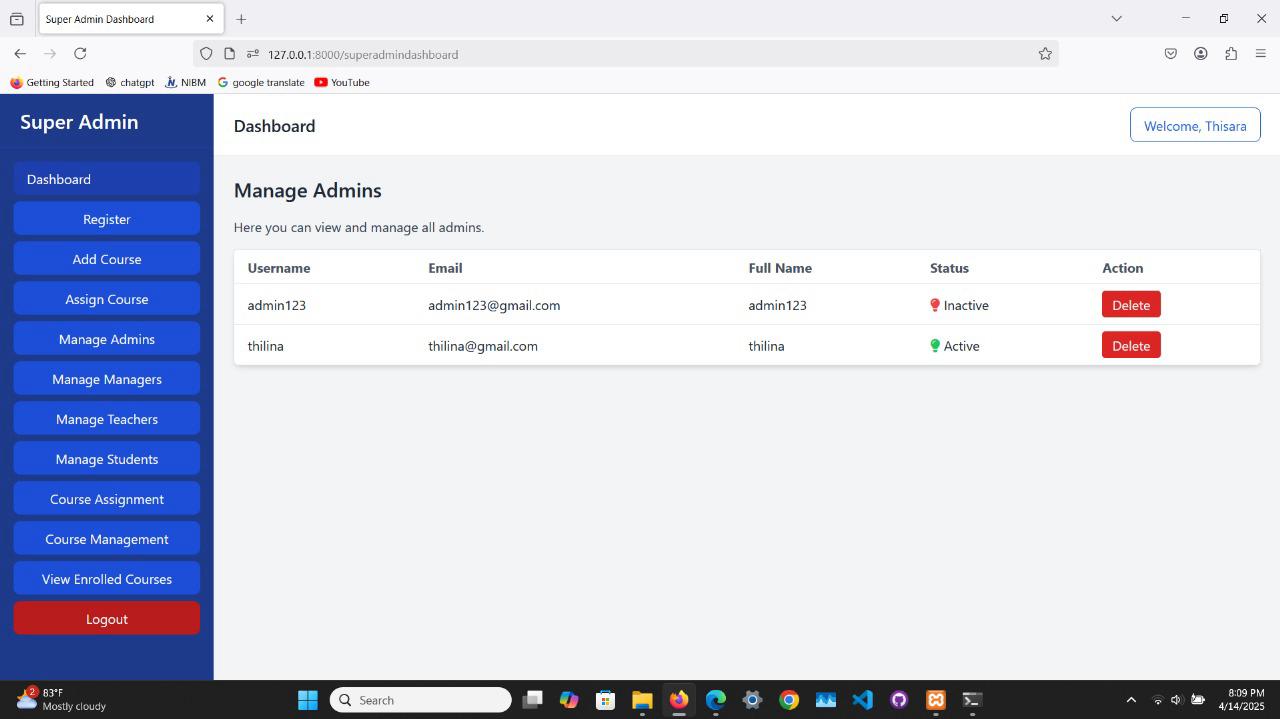 Super Admin Dashboard
127.0.0.1:8000/superadmindashboard
Getting Started chatgpt NIBM google translate YouTube
Super Admin
Dashboard
Register
Add Course
Assign Course
Manage Admins
Manage Managers
Manage Teachers
Manage Students
Course Assignment
Course Management
View Enrolled Courses
Logout
Dashboard
Welcome, Thisara
Manage Admins
Here you can view and manage all admins.
Username Email Full Name Status Action
admin123 admin123@gmail.com admin123 Inactive Delete
thilina thilina@gmail.com thilina Active Delete
2
83°F
Mostly cloudy
Search
8:09 PM
4/14/2025